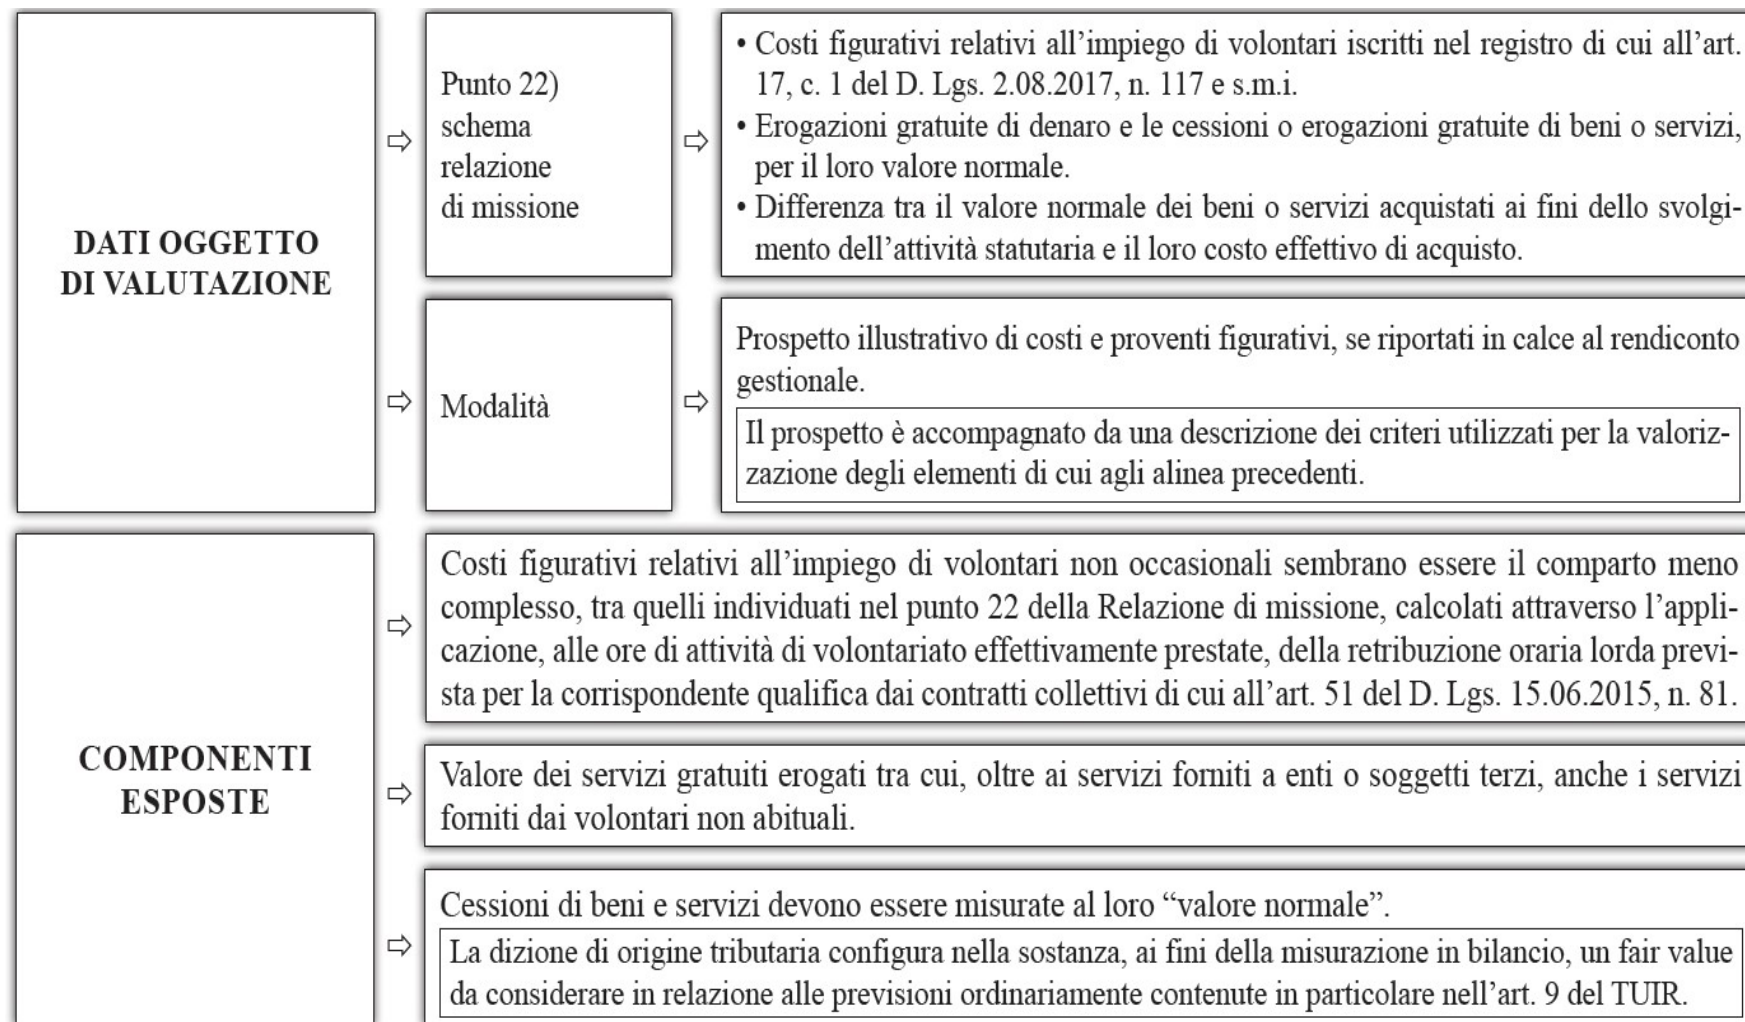 DATI OGGETTO
DI VALUTAZIONE
Punto 22)
schema
relazione
di missione
• Costi figurativi relativi all'impiego di volontari iscritti nel registro di cui all'art.
17, c. 1 del D. Lgs. 2.08.2017, n. 117 e s.m.i.
• Erogazioni gratuite di denaro e le cessioni o erogazioni gratuite di beni o servizi,
per il loro valore normale.
• Differenza tra il valore normale dei beni o servizi acquistati ai fini dello svolgi-
mento dell'attività statutaria e il loro costo effettivo di acquisto.
Modalità
Prospetto illustrativo di costi e proventi figurativi, se riportati in calce al rendiconto
gestionale.
Il prospetto è accompagnato da una descrizione dei criteri utilizzati per la valoriz-
zazione degli elementi di cui agli alinea precedenti.
COMPONENTI
ESPOSTE
Costi figurativi relativi all'impiego di volontari non occasionali sembrano essere il comparto meno
complesso, tra quelli individuati nel punto 22 della Relazione di missione, calcolati attraverso l'appli-
cazione, alle ore di attività di volontariato effettivamente prestate, della retribuzione oraria lorda previ-
sta per la corrispondente qualifica dai contratti collettivi di cui all'art. 51 del D. Lgs. 15.06.2015, n. 81.
Valore dei servizi gratuiti erogati tra cui, oltre ai servizi forniti a enti o soggetti terzi, anche i servizi
forniti dai volontari non abituali.
Cessioni di beni e servizi devono essere misurate al loro “valore normale”.
La dizione di origine tributaria configura nella sostanza, ai fini della misurazione in bilancio, un fair value
da considerare in relazione alle previsioni ordinariamente contenute in particolare nell'art. 9 del TUIR.